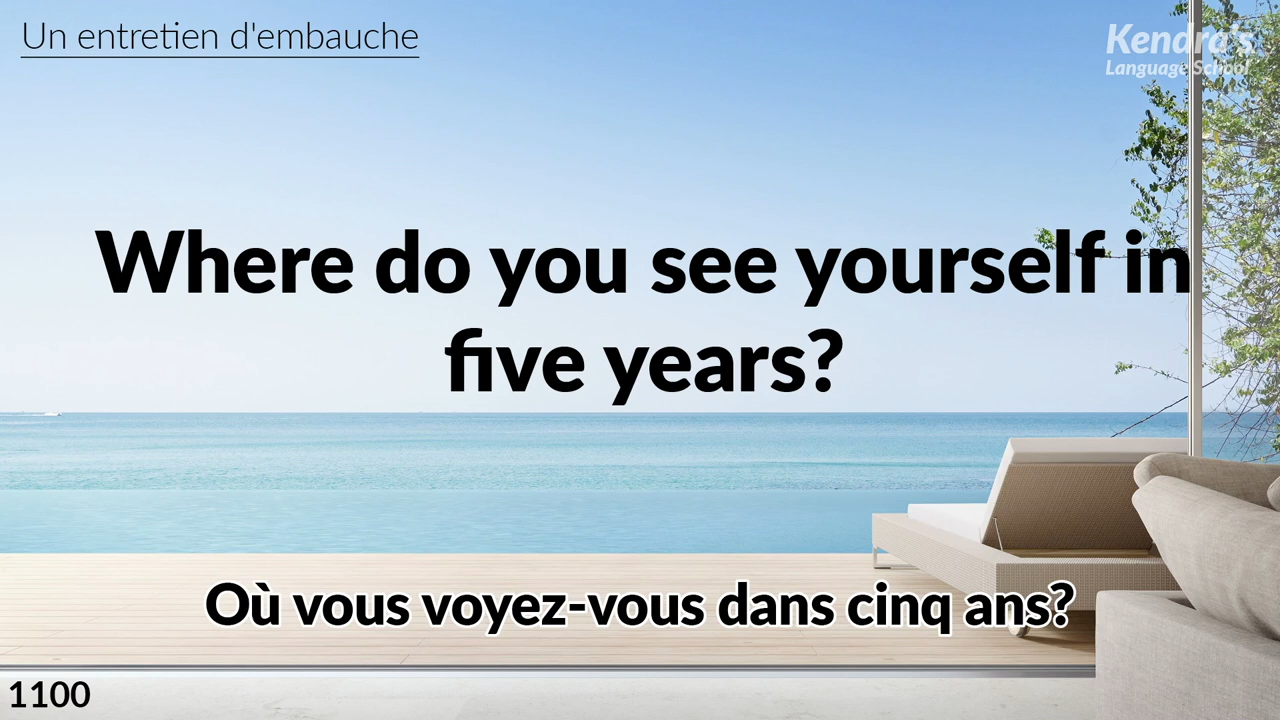 Un entretien d'embauche
Kendra's
Language School
Where do you see yourself in
five years?
Où vous voyez-vous dans cinq ans?
1100